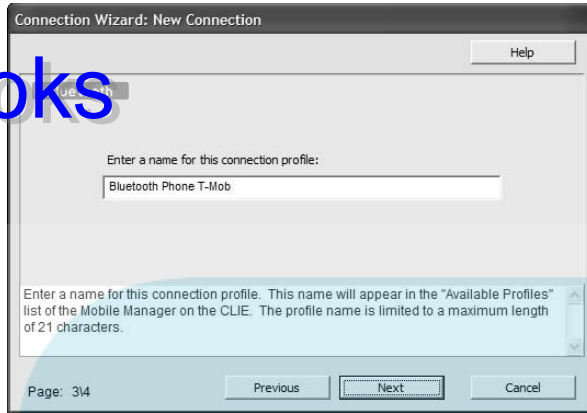 Connection Wizard: New Connection
Help
oks
Bluetooth
Enter a name for this connection profile:
Bluetooth Phone T-Mob
Enter a name for this connection profile. This name will appear in the "Available Profiles"
list of the Mobile Manager on the CLIE. The profile name is limited to a maximum length
of 21 characters.
Page: 3\4
Previous
Next
Cancel